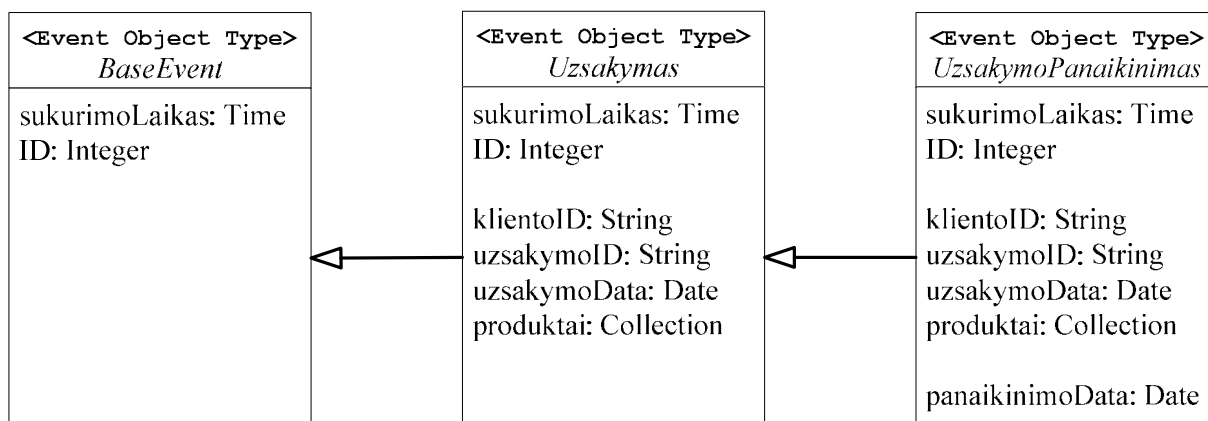 <Event Object Type>
BaseEvent
sukurimoLaikas: Time
ID: Integer
<Event Object Type>
Uzsakymas
sukurimoLaikas: Time
ID: Integer
klientoID: String
uzsakymoID: String
uzsakymoData: Date
produktai: Collection
<Event Object Type>
UzsakymoPanaikinimas
sukurimoLaikas: Time
ID: Integer
klientoID: String
uzsakymoID: String
uzsakymoData: Date
produktai: Collection
panaikinimoData: Date